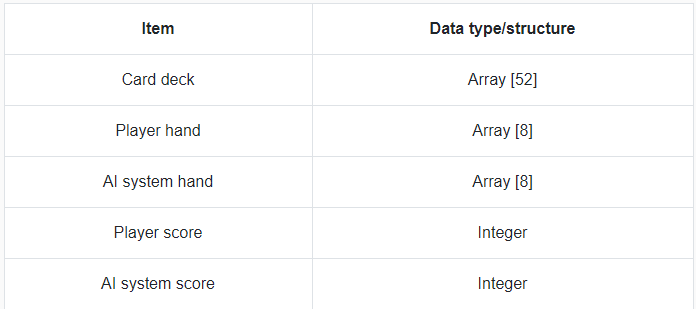 Item Data type/structure
Card deck Array [52]
Player hand Array [8]
AI system hand Array [8]
Player score Integer
AI system score Integer